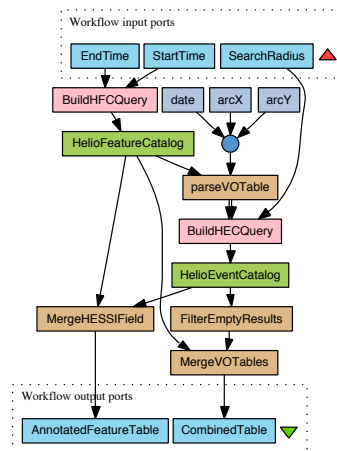 Workflow input ports
EndTime StartTime SearchRadius
BuildHFCQuery date arcX arcY
HelioFeatureCatalog
parseVOTable
BuildHECQuery
HelioEventCatalog
MergeHESSIField FilterEmptyResults
MergeVOTables
Workflow output ports
AnnotatedFeatureTable CombinedTable